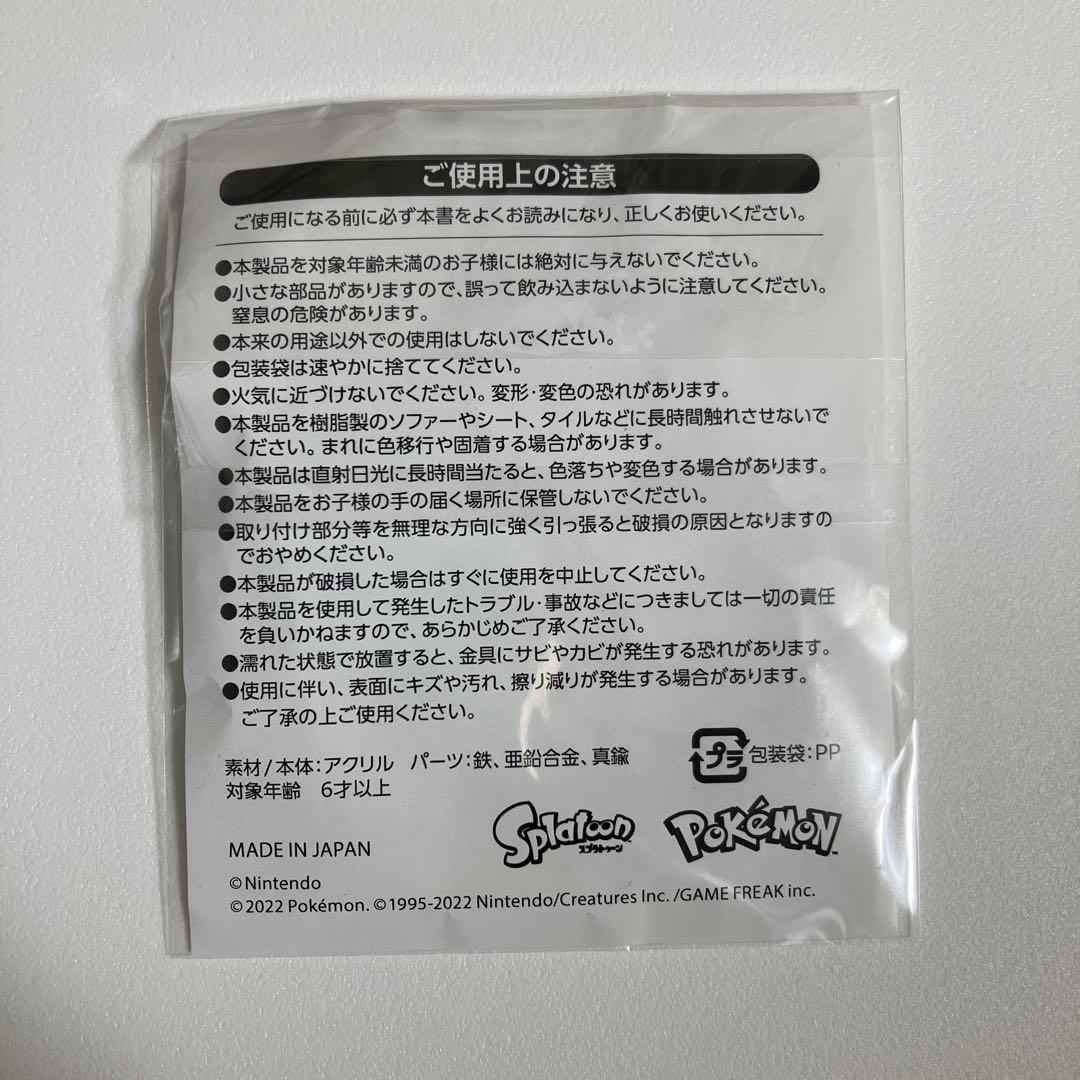 ご使用上の注意
ご使用になる前に必ず本書をよくお読みになり、正しくお使いください。
●本製品を対象年齢未満のお子様には絶対に与えないでください。
●小さな部品がありますので、誤って飲み込まないように注意してください。
窒息の危険があります。
●本来の用途以外での使用はしないでください。
●包装袋は速やかに捨ててください。
●火気に近づけないでください。変形・変色の恐れがあります。
●本製品を樹脂製のソファーやシート、タイルなどに長時間触れさせないで
ください。まれに色移行や固着する場合があります。
●本製品は直射日光に長時間当たると、色落ちや変色する場合があります。
●本製品をお子様の手の届く場所に保管しないでください。
●取り付け部分等を無理な方向に強く引っ張ると破損の原因となりますの
でおやめください。
●本製品が破損した場合はすぐに使用を中止してください。
●本製品を使用して発生したトラブル・事故などにつきましては一切の責任
を負いかねますので、あらかじめご了承ください。
●濡れた状態で放置すると、金具にサビやカビが発生する恐れがあります。
●使用に伴い、表面にキズや汚れ、擦り減りが発生する場合があります。
ご了承の上ご使用ください。
素材/本体:アクリル パーツ:鉄、亜鉛合金、真鍮
プラ 包装袋:PP
対象年齢 6才以上
Splatoon
スプラトゥーン
POKéMON
MADE IN JAPAN
©Nintendo
©2022 Pokémon. ©1995-2022 Nintendo/Creatures Inc. /GAME FREAK inc.